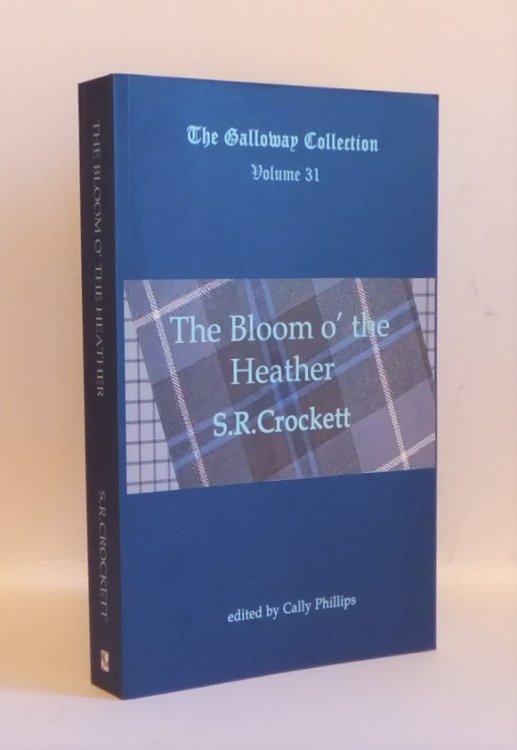 The Galloway Collection
Volume 31
The Bloom o' the
Heather
S.R.Crockett
edited by Cally Phillips
THE BLOOM O' THE HEATHER
S.R.CROCKETT